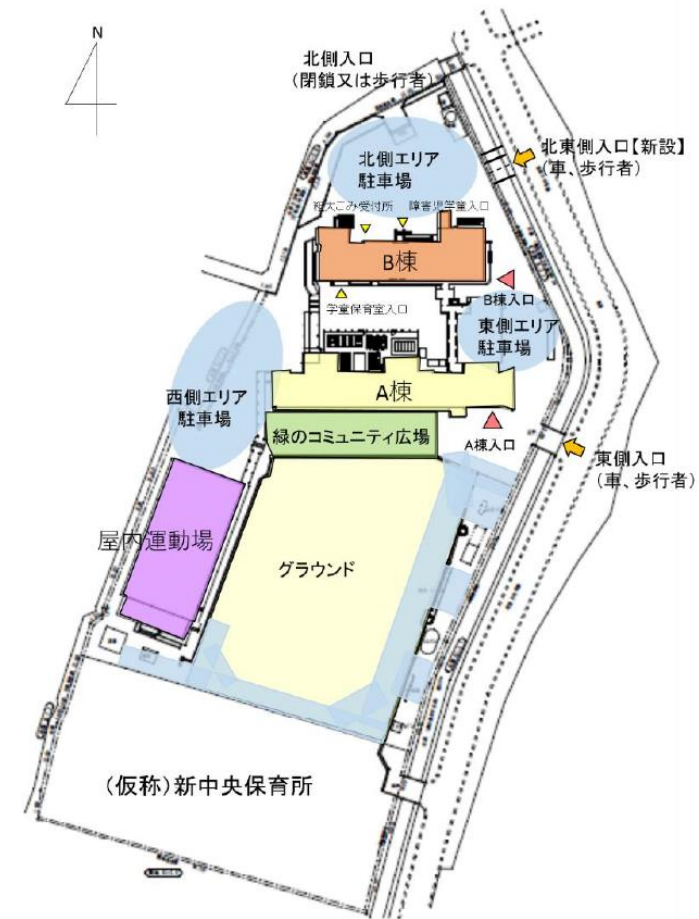 N
北側入口
(閉鎖又は歩行者)
北東側入口【新設】
(車、歩行者)
北側エリア
駐車場
粗大ごみ受付所
障害児学童入口
B棟
B棟入口
学童保育室入口
東側エリア
駐車場
西側エリア
駐車場
A棟
緑のコミュニティ広場
A棟入口
東側入口
(車、歩行者)
屋内運動場
グラウンド
(仮称)新中央保育所